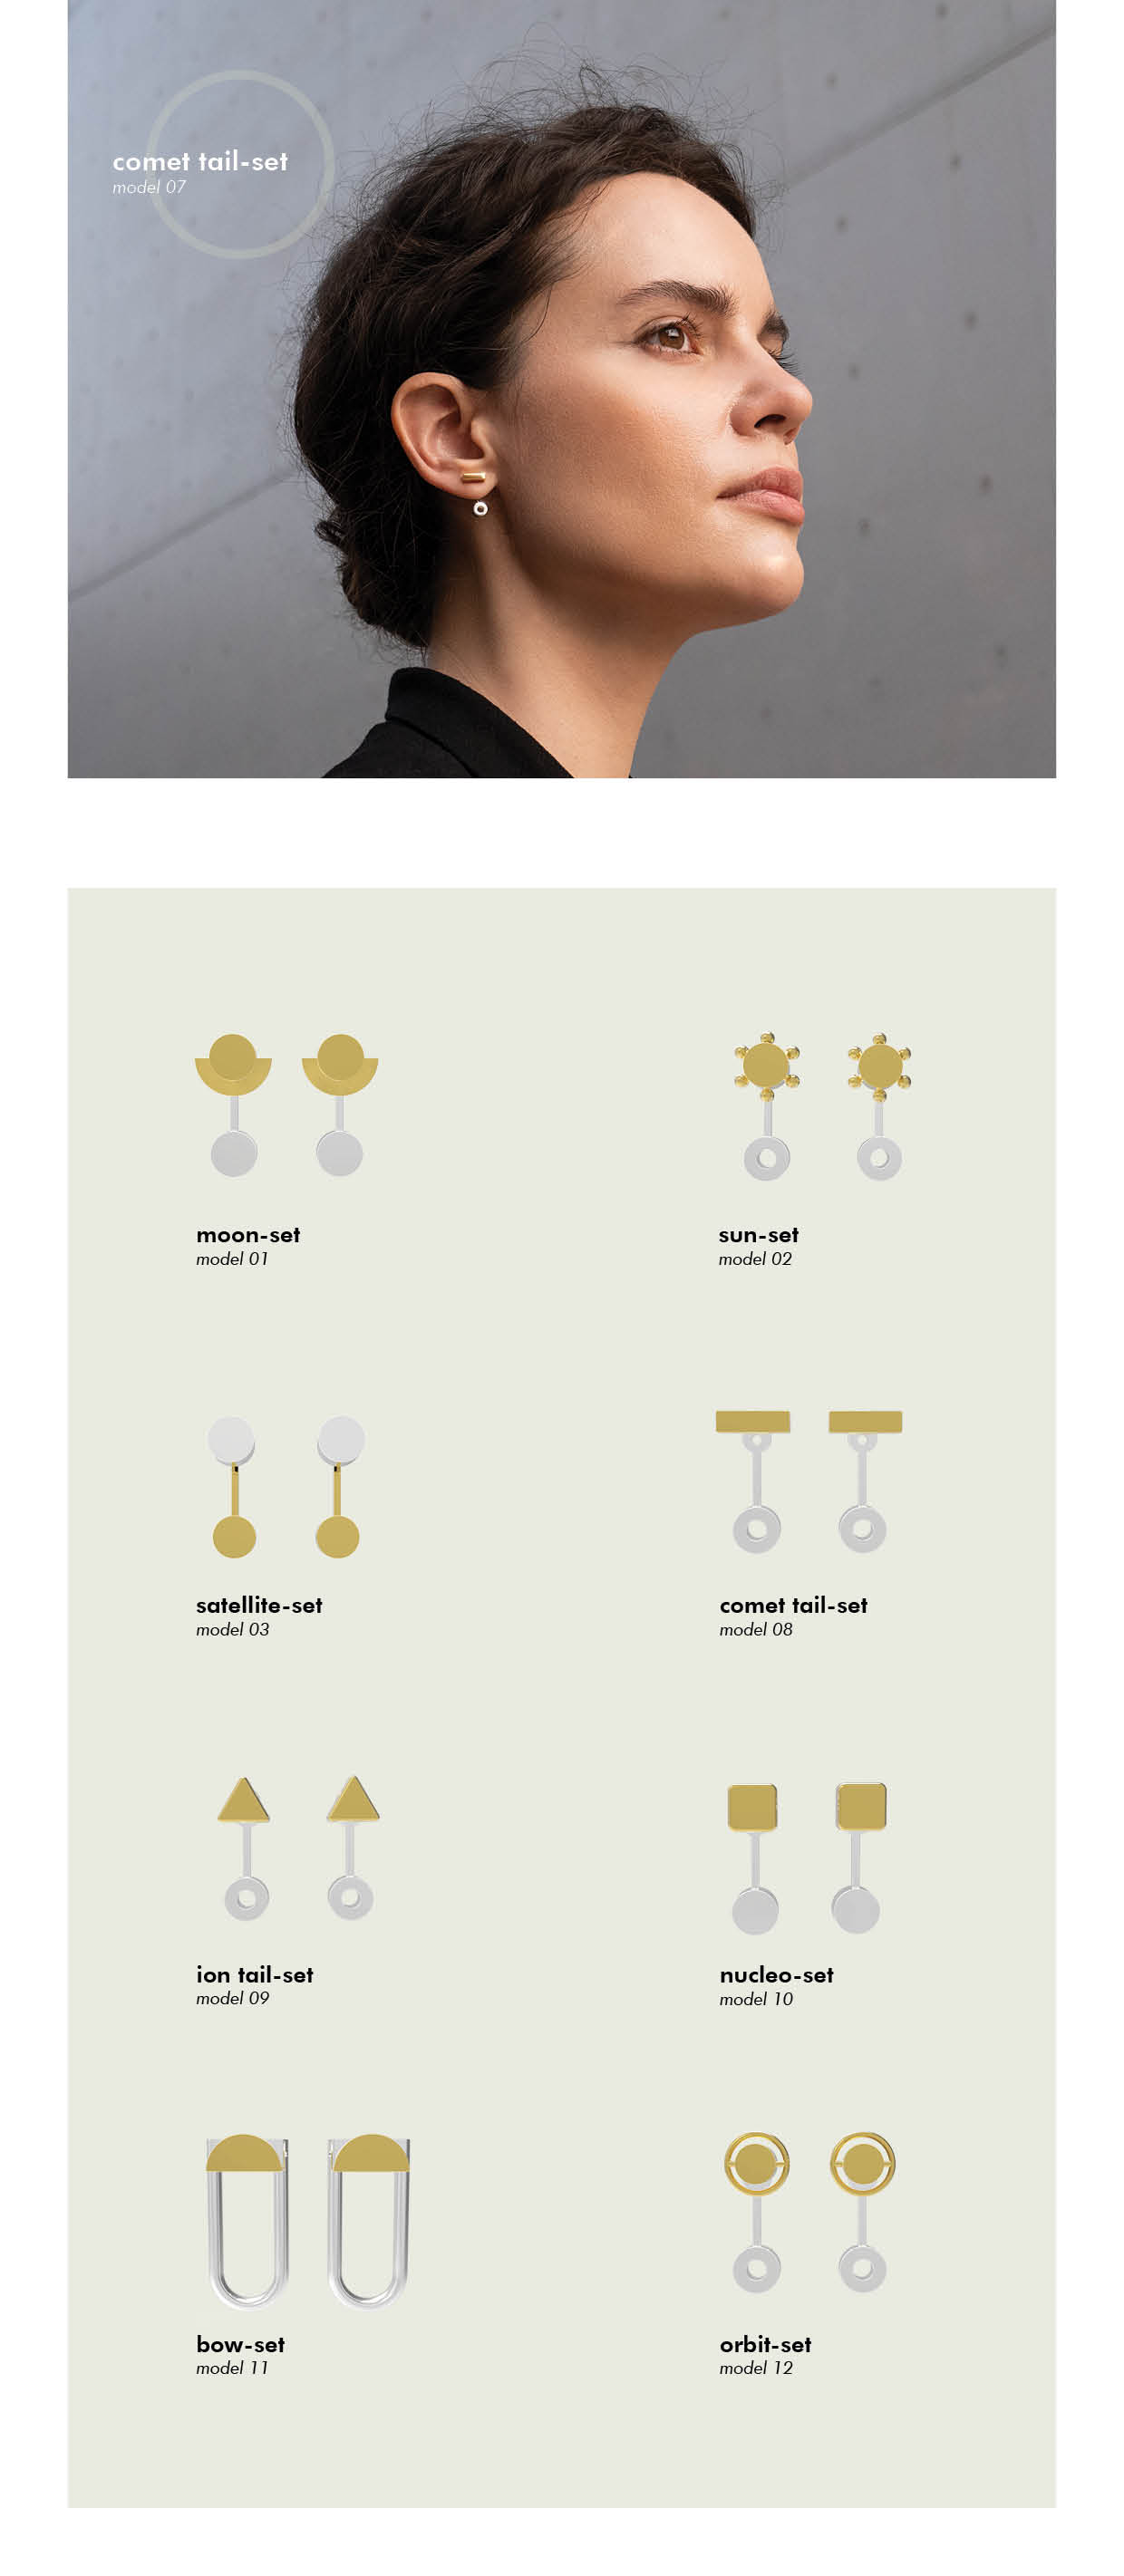 comet tail-set
model 07
moon-set
model 01
sun-set
model 02
satellite-set
model 03
comet tail-set
model 08
ion tail-set
model 09
nucleo-set
model 10
bow-set
model 11
orbit-set
model 12